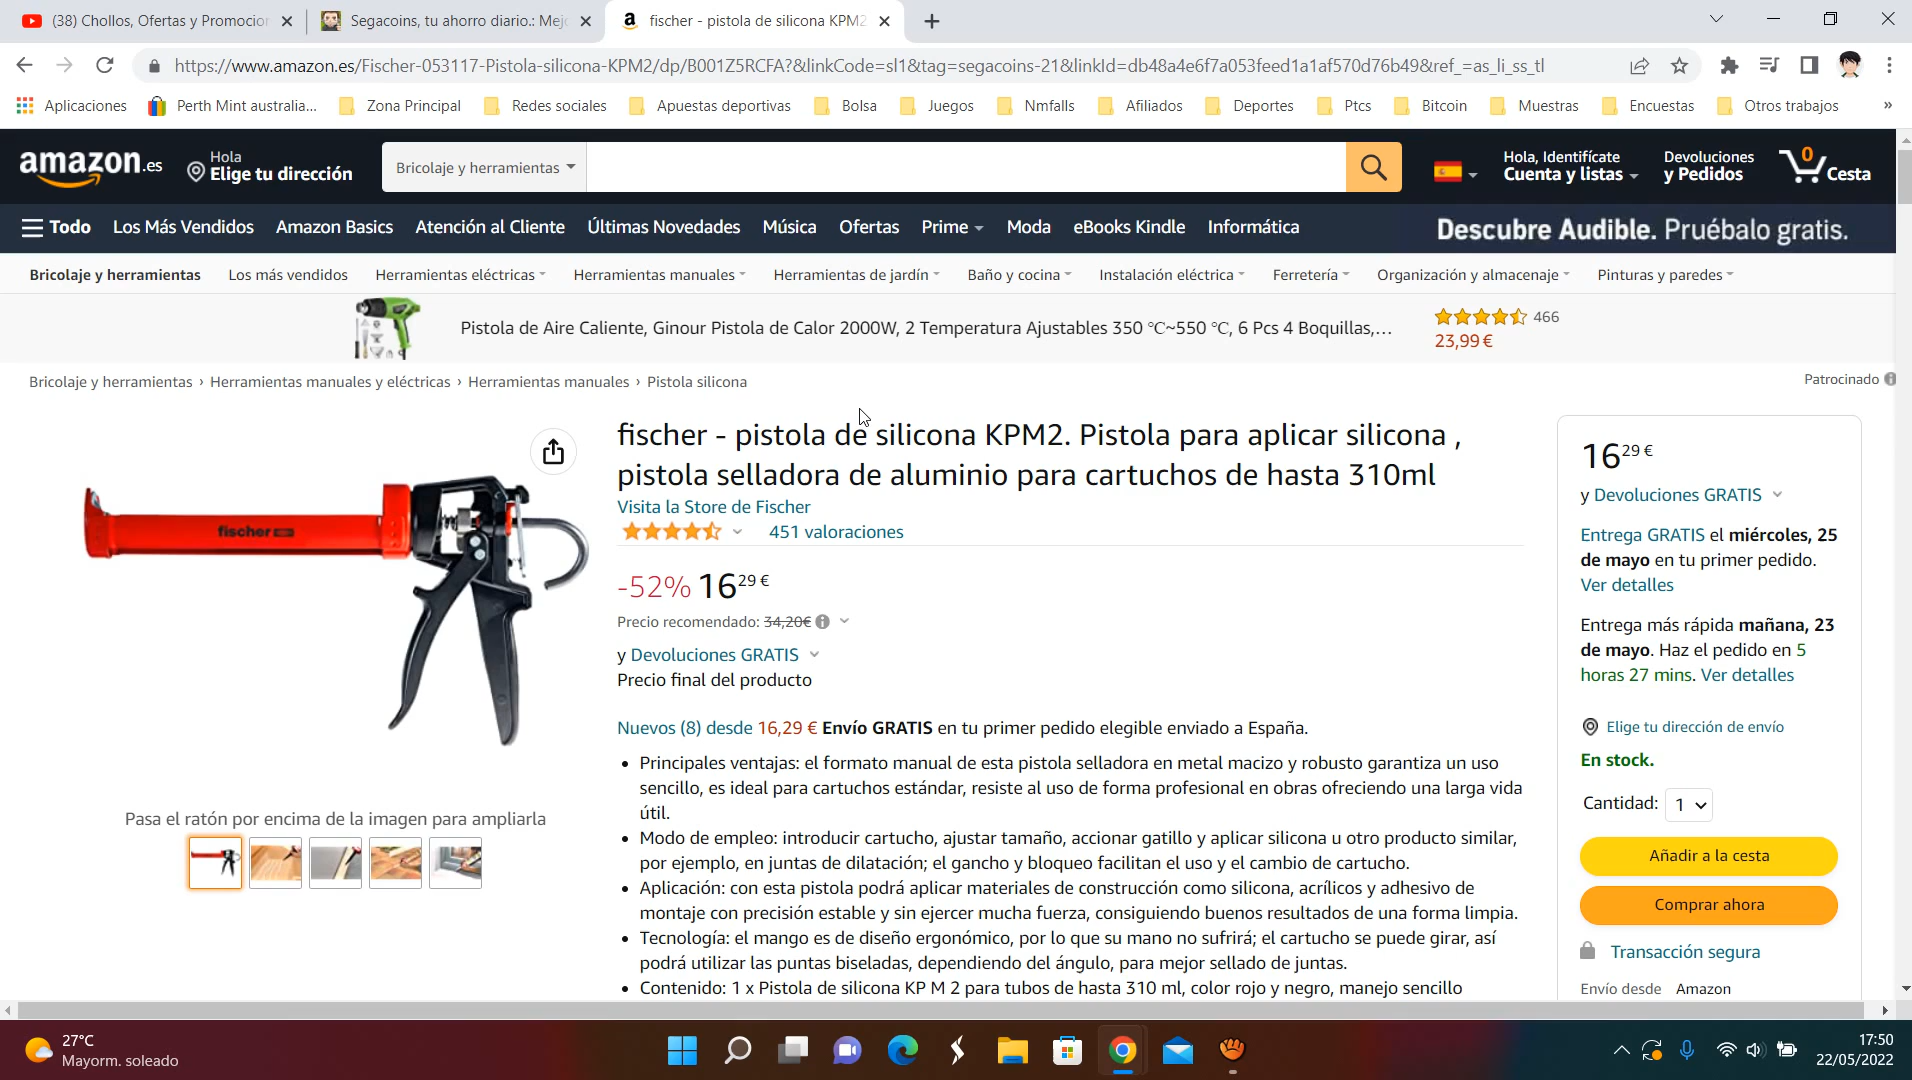 (38) Chollos, Ofertas y Promocion
Segacoins, tu ahorro diario.: Mejo
fischer - pistola de silicona KPM2
https://www.amazon.es/Fischer-053117-Pistola-silicona-KPM2/dp/B001Z5RCFA?&linkCode=sl1&tag=segacoins-21&linkId=db48a4e6f7a053feed1a1af570d76b49&ref_=as_li_ss_tl
Aplicaciones Perth Mint australia... Zona Principal Redes sociales Apuestas deportivas Bolsa Juegos Nmfalls Afiliados Deportes Ptcs Bitcoin Muestras Encuestas Otros trabajos »
amazon.es
Hola
Elige tu dirección
Bricolaje y herramientas
Hola, Identifícate
Cuenta y listas
Devoluciones
y Pedidos
0
Cesta
Todo Los Más Vendidos Amazon Basics Atención al Cliente Últimas Novedades Música Ofertas Prime Moda eBooks Kindle Informática
Descubre Audible. Pruébalo gratis.
Bricolaje y herramientas Los más vendidos Herramientas eléctricas Herramientas manuales Herramientas de jardín Baño y cocina Instalación eléctrica Ferretería Organización y almacenaje Pinturas y paredes
Pistola de Aire Caliente, Ginour Pistola de Calor 2000W, 2 Temperatura Ajustables 350 ℃~550 ℃, 6 Pcs 4 Boquillas,...
466
23,99 €
Bricolaje y herramientas › Herramientas manuales y eléctricas › Herramientas manuales › Pistola silicona
Patrocinado
fischer
fischer - pistola de silicona KPM2. Pistola para aplicar silicona ,
pistola selladora de aluminio para cartuchos de hasta 310ml
Visita la Store de Fischer
451 valoraciones
-52% 16 29 €
Precio recomendado: 34,20€
y Devoluciones GRATIS
Precio final del producto
Nuevos (8) desde 16,29 € Envío GRATIS en tu primer pedido elegible enviado a España.
• Principales ventajas: el formato manual de esta pistola selladora en metal macizo y robusto garantiza un uso
sencillo, es ideal para cartuchos estándar, resiste al uso de forma profesional en obras ofreciendo una larga vida
útil.
• Modo de empleo: introducir cartucho, ajustar tamaño, accionar gatillo y aplicar silicona u otro producto similar,
por ejemplo, en juntas de dilatación; el gancho y bloqueo facilitan el uso y el cambio de cartucho.
• Aplicación: con esta pistola podrá aplicar materiales de construcción como silicona, acrílicos y adhesivo de
montaje con precisión estable y sin ejercer mucha fuerza, consiguiendo buenos resultados de una forma limpia.
• Tecnología: el mango es de diseño ergonómico, por lo que su mano no sufrirá; el cartucho se puede girar, así
podrá utilizar las puntas biseladas, dependiendo del ángulo, para mejor sellado de juntas.
• Contenido: 1 x Pistola de silicona KP M 2 para tubos de hasta 310 ml, color rojo y negro, manejo sencillo
Pasa el ratón por encima de la imagen para ampliarla
16 29 €
y Devoluciones GRATIS
Entrega GRATIS el miércoles, 25
de mayo en tu primer pedido.
Ver detalles
Entrega más rápida mañana, 23
de mayo. Haz el pedido en 5
horas 27 mins. Ver detalles
Elige tu dirección de envío
En stock.
Cantidad: 1
Añadir a la cesta
Comprar ahora
Transacción segura
Envío desde Amazon
27°C
Mayorm. soleado
17:50
22/05/2022